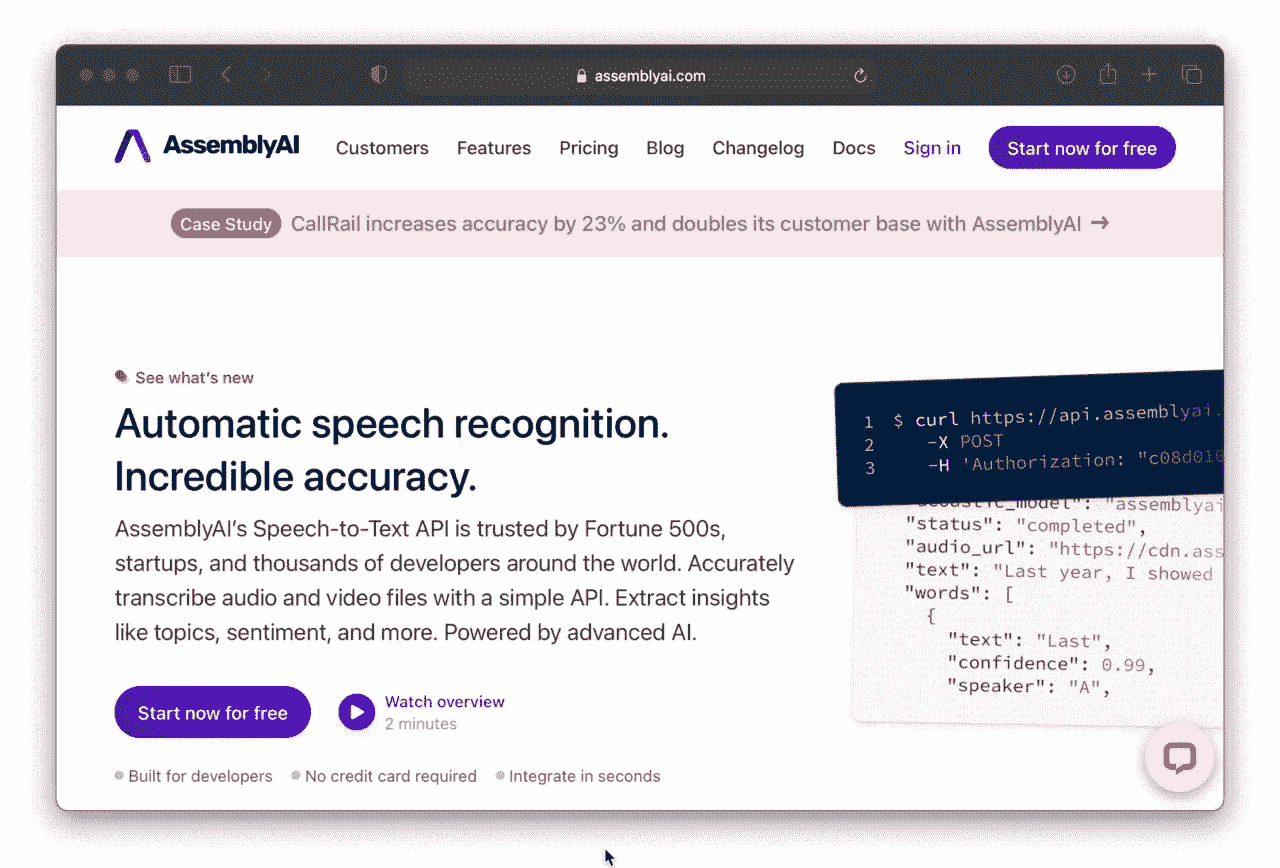 assemblyai.com
AssemblyAI
Customers Features Pricing Blog Changelog Docs Sign in Start now for free
Case Study CallRail increases accuracy by 23% and doubles its customer base with AssemblyAI →
See what's new
Automatic speech recognition.
Incredible accuracy.
AssemblyAI's Speech-to-Text API is trusted by Fortune 500s,
startups, and thousands of developers around the world. Accurately
transcribe audio and video files with a simple API. Extract insights
like topics, sentiment, and more. Powered by advanced AI.
Start now for free
Watch overview
2 minutes
Built for developers No credit card required Integrate in seconds
1 $ curl https://api.assemblyai.
2 -X POST
3 -H 'Authorization: "c08d010
"acoustic_model": "assemblyai
"status": "completed",
"audio_url": "https://cdn.ass
"text": "Last year, I showed
"words": [
{
"text": "Last",
"confidence": 0.99,
"speaker": "A",